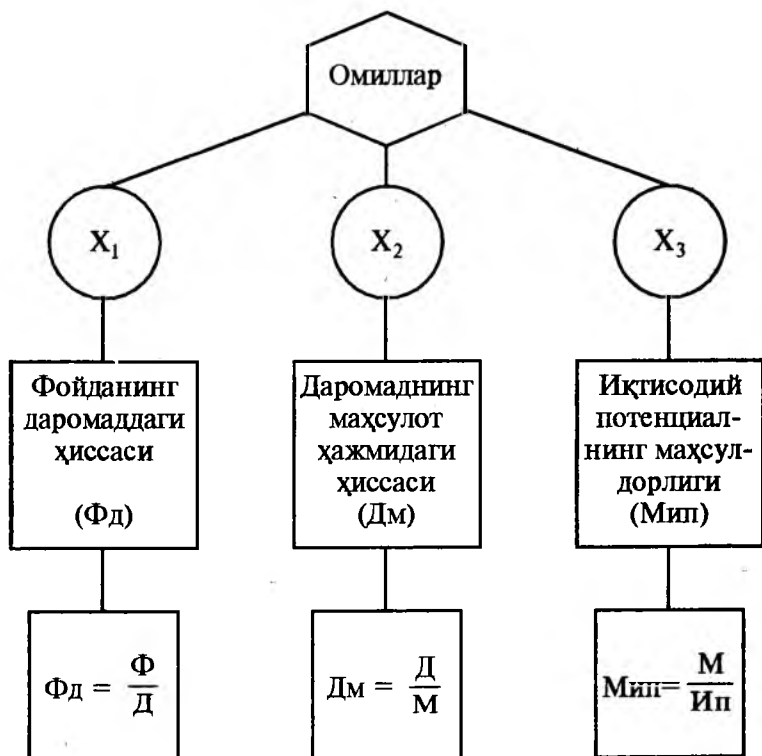 Омиллар
X₁
X₂
X₃
Фойданинг
даромаддаги
ҳиссаси
(Фд)
Даромаднинг
маҳсулот
ҳажмидаги
ҳиссаси
(Дм)
Иқтисодий
потенциал-
нинг маҳсул-
дорлиги
(Мип)
Фд = Ф/Д
Дм = Д/М
Мип= М/Ип